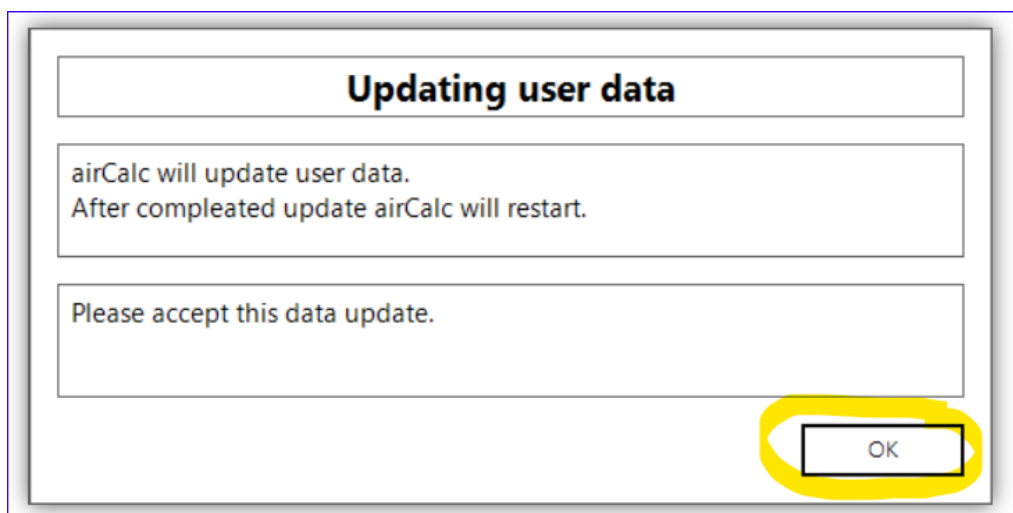 Updating user data
airCalc will update user data.
After compleated update airCalc will restart.
Please accept this data update.
OK